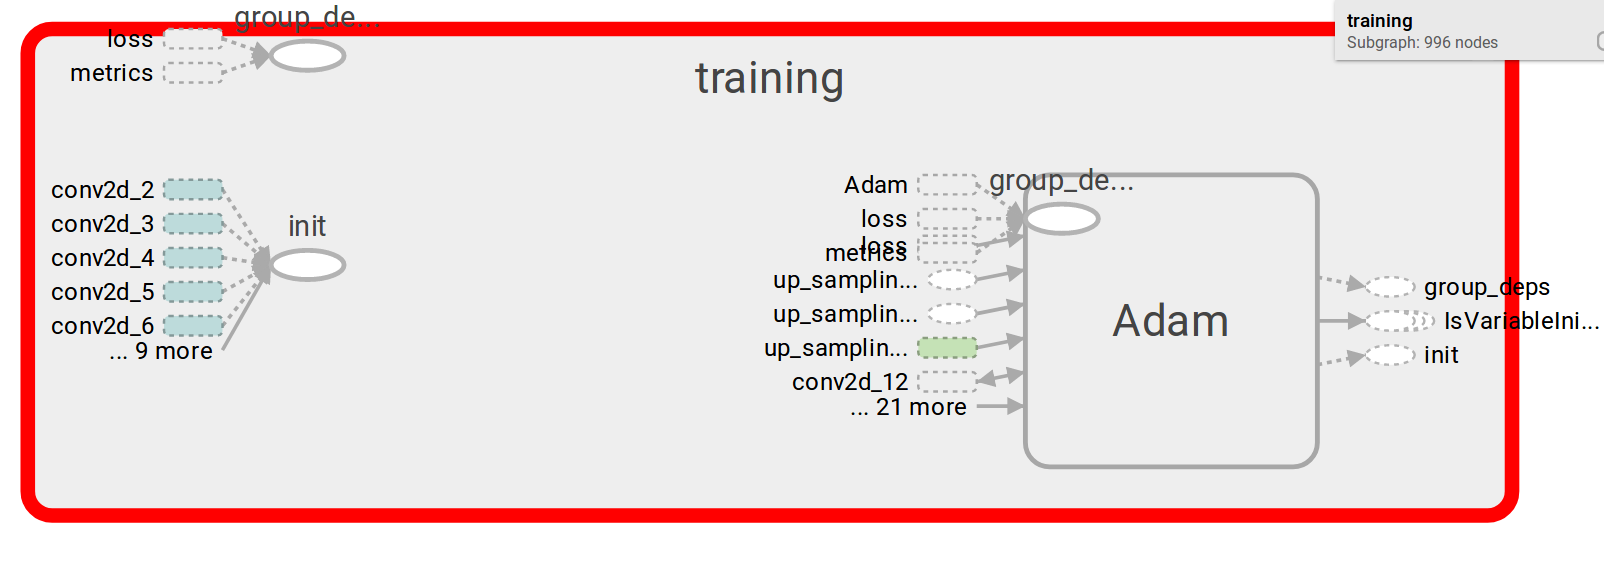 group_de...
loss
metrics
training
training
Subgraph: 996 nodes
conv2d_2
conv2d_3
conv2d_4
conv2d_5
conv2d_6
... 9 more
init
Adam
loss
loss
metrics
up_samplin...
up_samplin...
up_samplin...
conv2d_12
... 21 more
group_de...
Adam
group_deps
IsVariableIni...
init